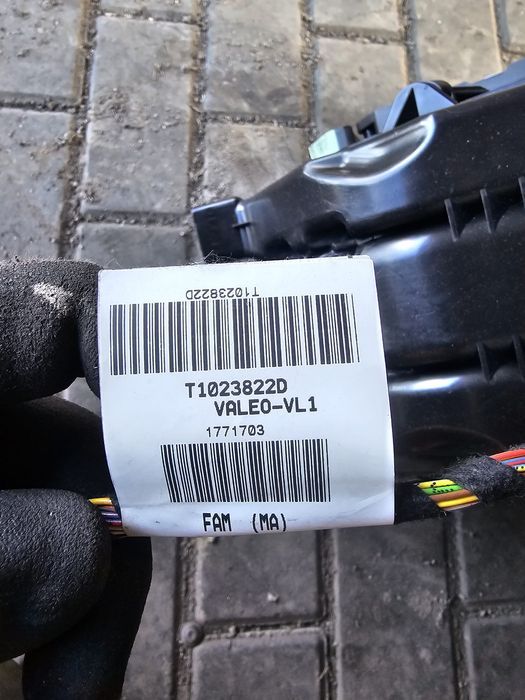 T1023822D
T1023822D
VALEO-VL1
1771703
FAM (MA)